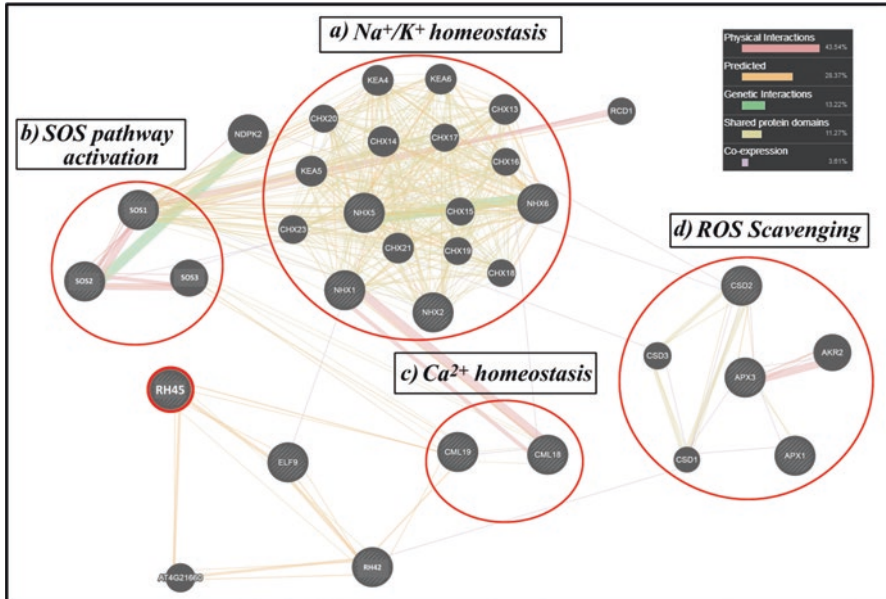 a) Na⁺/K⁺ homeostasis
Physical Interactions
43.54%
Predicted
28.37%
Genetic Interactions
13.22%
Shared protein domains
11.27%
Co-expression
3.61%
KEA4
KEA6
CHX20
CHX13
RCD1
NDPK2
CHX14
CHX17
b) SOS pathway
activation
CHX16
KEA5
SOS1
NHX5
CHX15
NHX6
CHX23
d) ROS Scavenging
CHX21
CHX19
SOS2
SOS3
CHX18
NHX1
NHX2
CSD2
CSD3
AKR2
APX3
c) Ca²⁺ homeostasis
RH45
CML19
CML18
ELF9
CSD1
APX1
AT4G21660
RH42